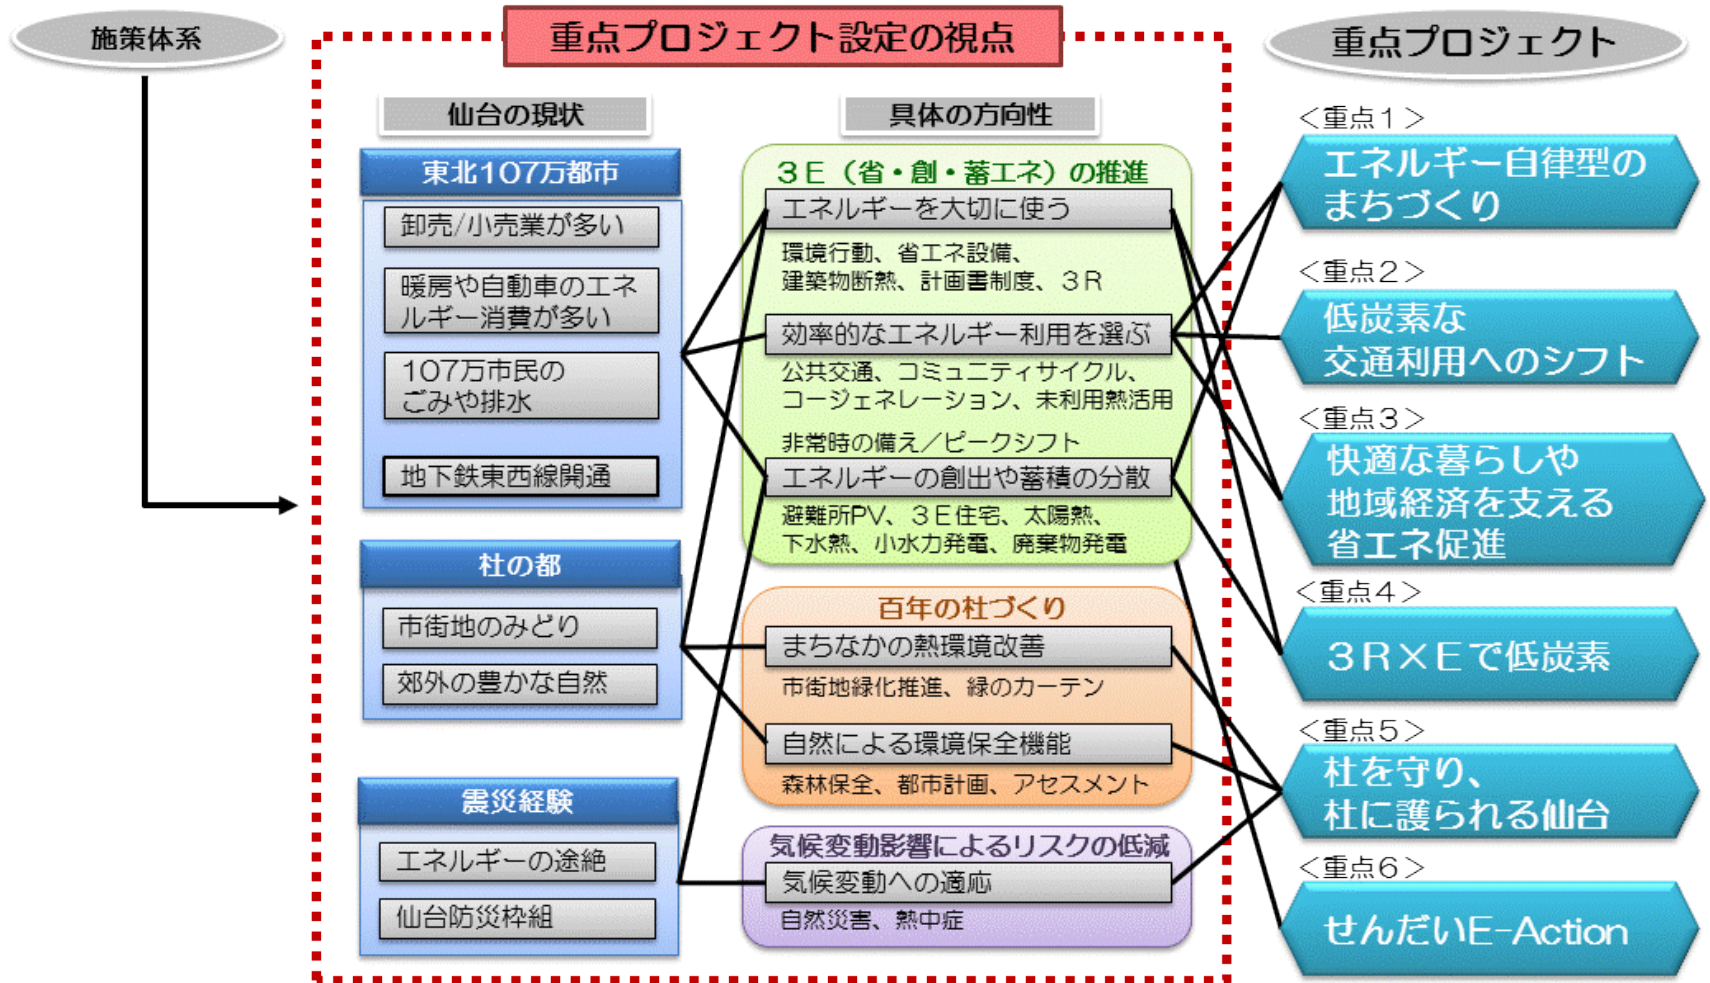 施策体系
重点プロジェクト設定の視点
重点プロジェクト
仙台の現状
東北107万都市
卸売/小売業が多い
暖房や自動車のエネ
ルギー消費が多い
107万市民の
ごみや排水
地下鉄東西線開通
杜の都
市街地のみどり
郊外の豊かな自然
震災経験
エネルギーの途絶
仙台防災枠組
具体の方向性
３Ｅ（省・創・蓄エネ）の推進
エネルギーを大切に使う
環境行動、省エネ設備、
建築物断熱、計画書制度、３Ｒ
効率的なエネルギー利用を選ぶ
公共交通、コミュニティサイクル、
コージェネレーション、未利用熱活用
非常時の備え／ピークシフト
エネルギーの創出や蓄積の分散
避難所PV、３Ｅ住宅、太陽熱、
下水熱、小水力発電、廃棄物発電
百年の杜づくり
まちなかの熱環境改善
市街地緑化推進、緑のカーテン
自然による環境保全機能
森林保全、都市計画、アセスメント
気候変動影響によるリスクの低減
気候変動への適応
自然災害、熱中症
＜重点１＞
エネルギー自律型の
まちづくり
＜重点２＞
低炭素な
交通利用へのシフト
＜重点３＞
快適な暮らしや
地域経済を支える
省エネ促進
＜重点４＞
３Ｒ×Ｅで低炭素
＜重点５＞
杜を守り、
杜に護られる仙台
＜重点６＞
せんだいE-Action